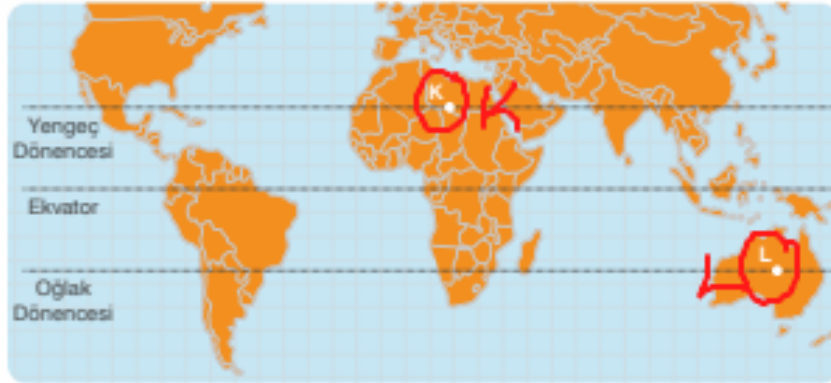 K
K
Yengeç
Dönencesi
Ekvator
L
L
Oğlak
Dönencesi